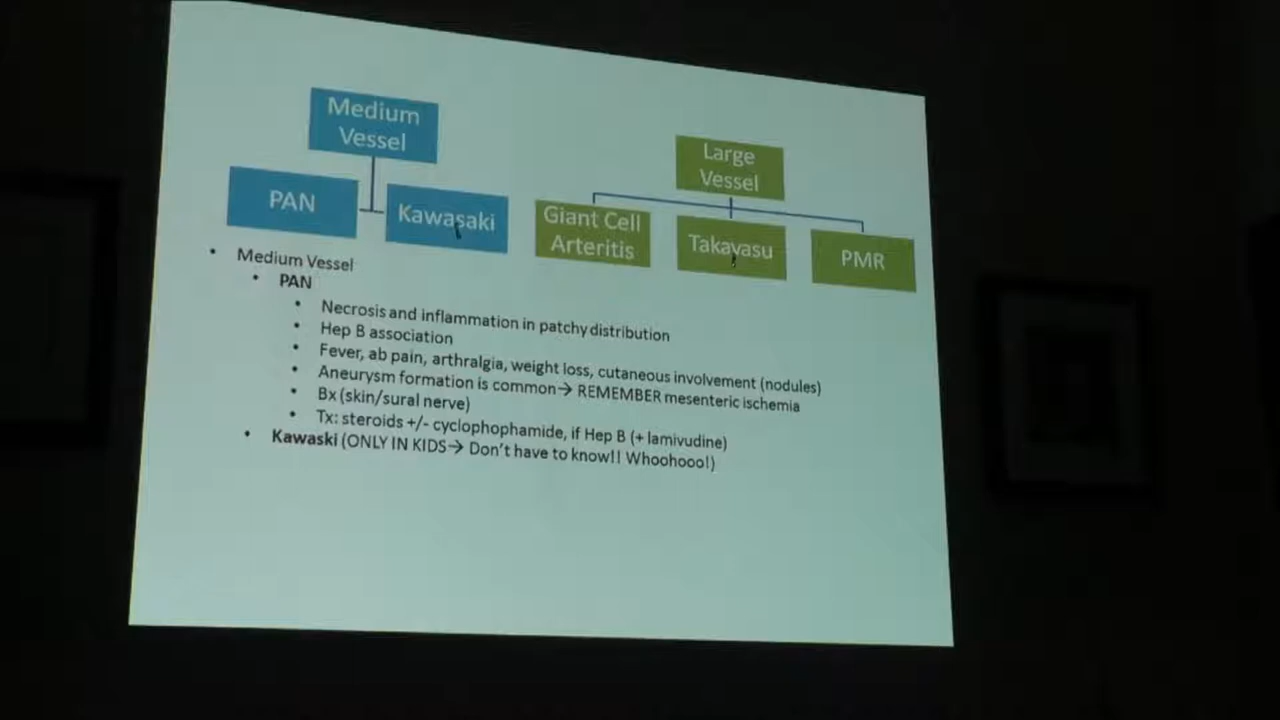 Medium
Vessel
PAN
Kawasaki
Large
Vessel
Giant Cell
Arteritis
Takayasu
PMR
• Medium Vessel
• PAN
• Necrosis and inflammation in patchy distribution
• Hep B association
• Fever, ab pain, arthralgia, weight loss, cutaneous involvement (nodules)
• Aneurysm formation is common→ REMEMBER mesenteric ischemia
• Bx (skin/sural nerve)
• Tx: steroids +/- cyclophophamide, if Hep B (+ lamivudine)
• Kawaski (ONLY IN KIDS→ Don't have to know!! Whoohooo!)